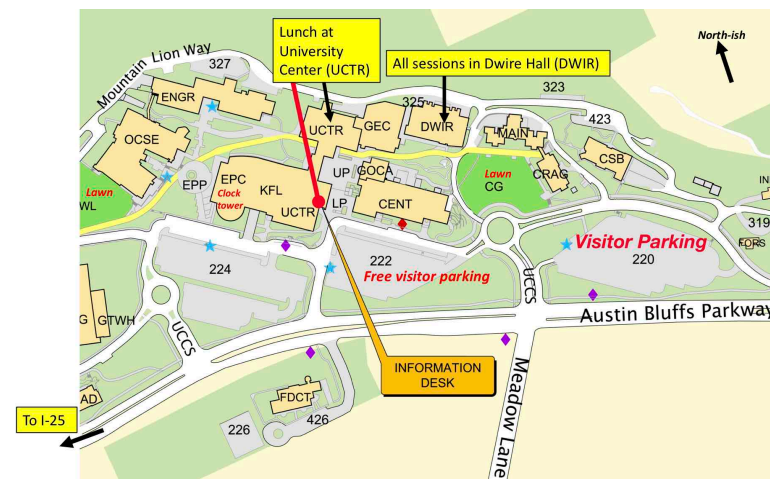 Lunch at
University
Center (UCTR)
All sessions in Dwire Hall (DWIR)
North-ish
Mountain Lion Way
327
ENGR
OCSE
UCTR
GEC
325
DWIR
323
423
MAIN
CSB
Lawn
WL
EPP
EPC
Clock
tower
KFL
UCTR
UP
LP
GOCA
CENT
Lawn
CG
CRAG
IN
319
FORS
224
222
Free visitor parking
Visitor Parking
220
UCCS
UCCS
G
GTWH
Austin Bluffs Parkway
INFORMATION
DESK
Meadow Lane
AD
FDCT
226
426
To I-25